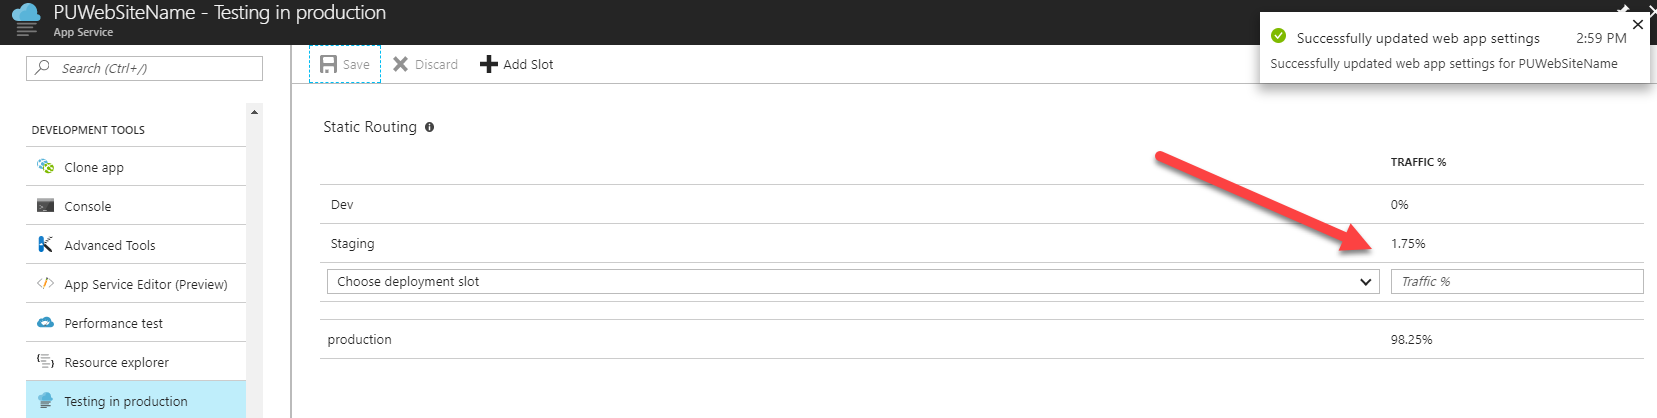 PUWebSiteName - Testing in production
App Service
Successfully updated web app settings 2:59 PM
Successfully updated web app settings for PUWebSiteName
Search (Ctrl+/)
Save Discard Add Slot
DEVELOPMENT TOOLS
Clone app
Console
Advanced Tools
App Service Editor (Preview)
Performance test
Resource explorer
Testing in production
Static Routing
TRAFFIC %
Dev 0%
Staging 1.75%
Choose deployment slot Traffic %
production 98.25%